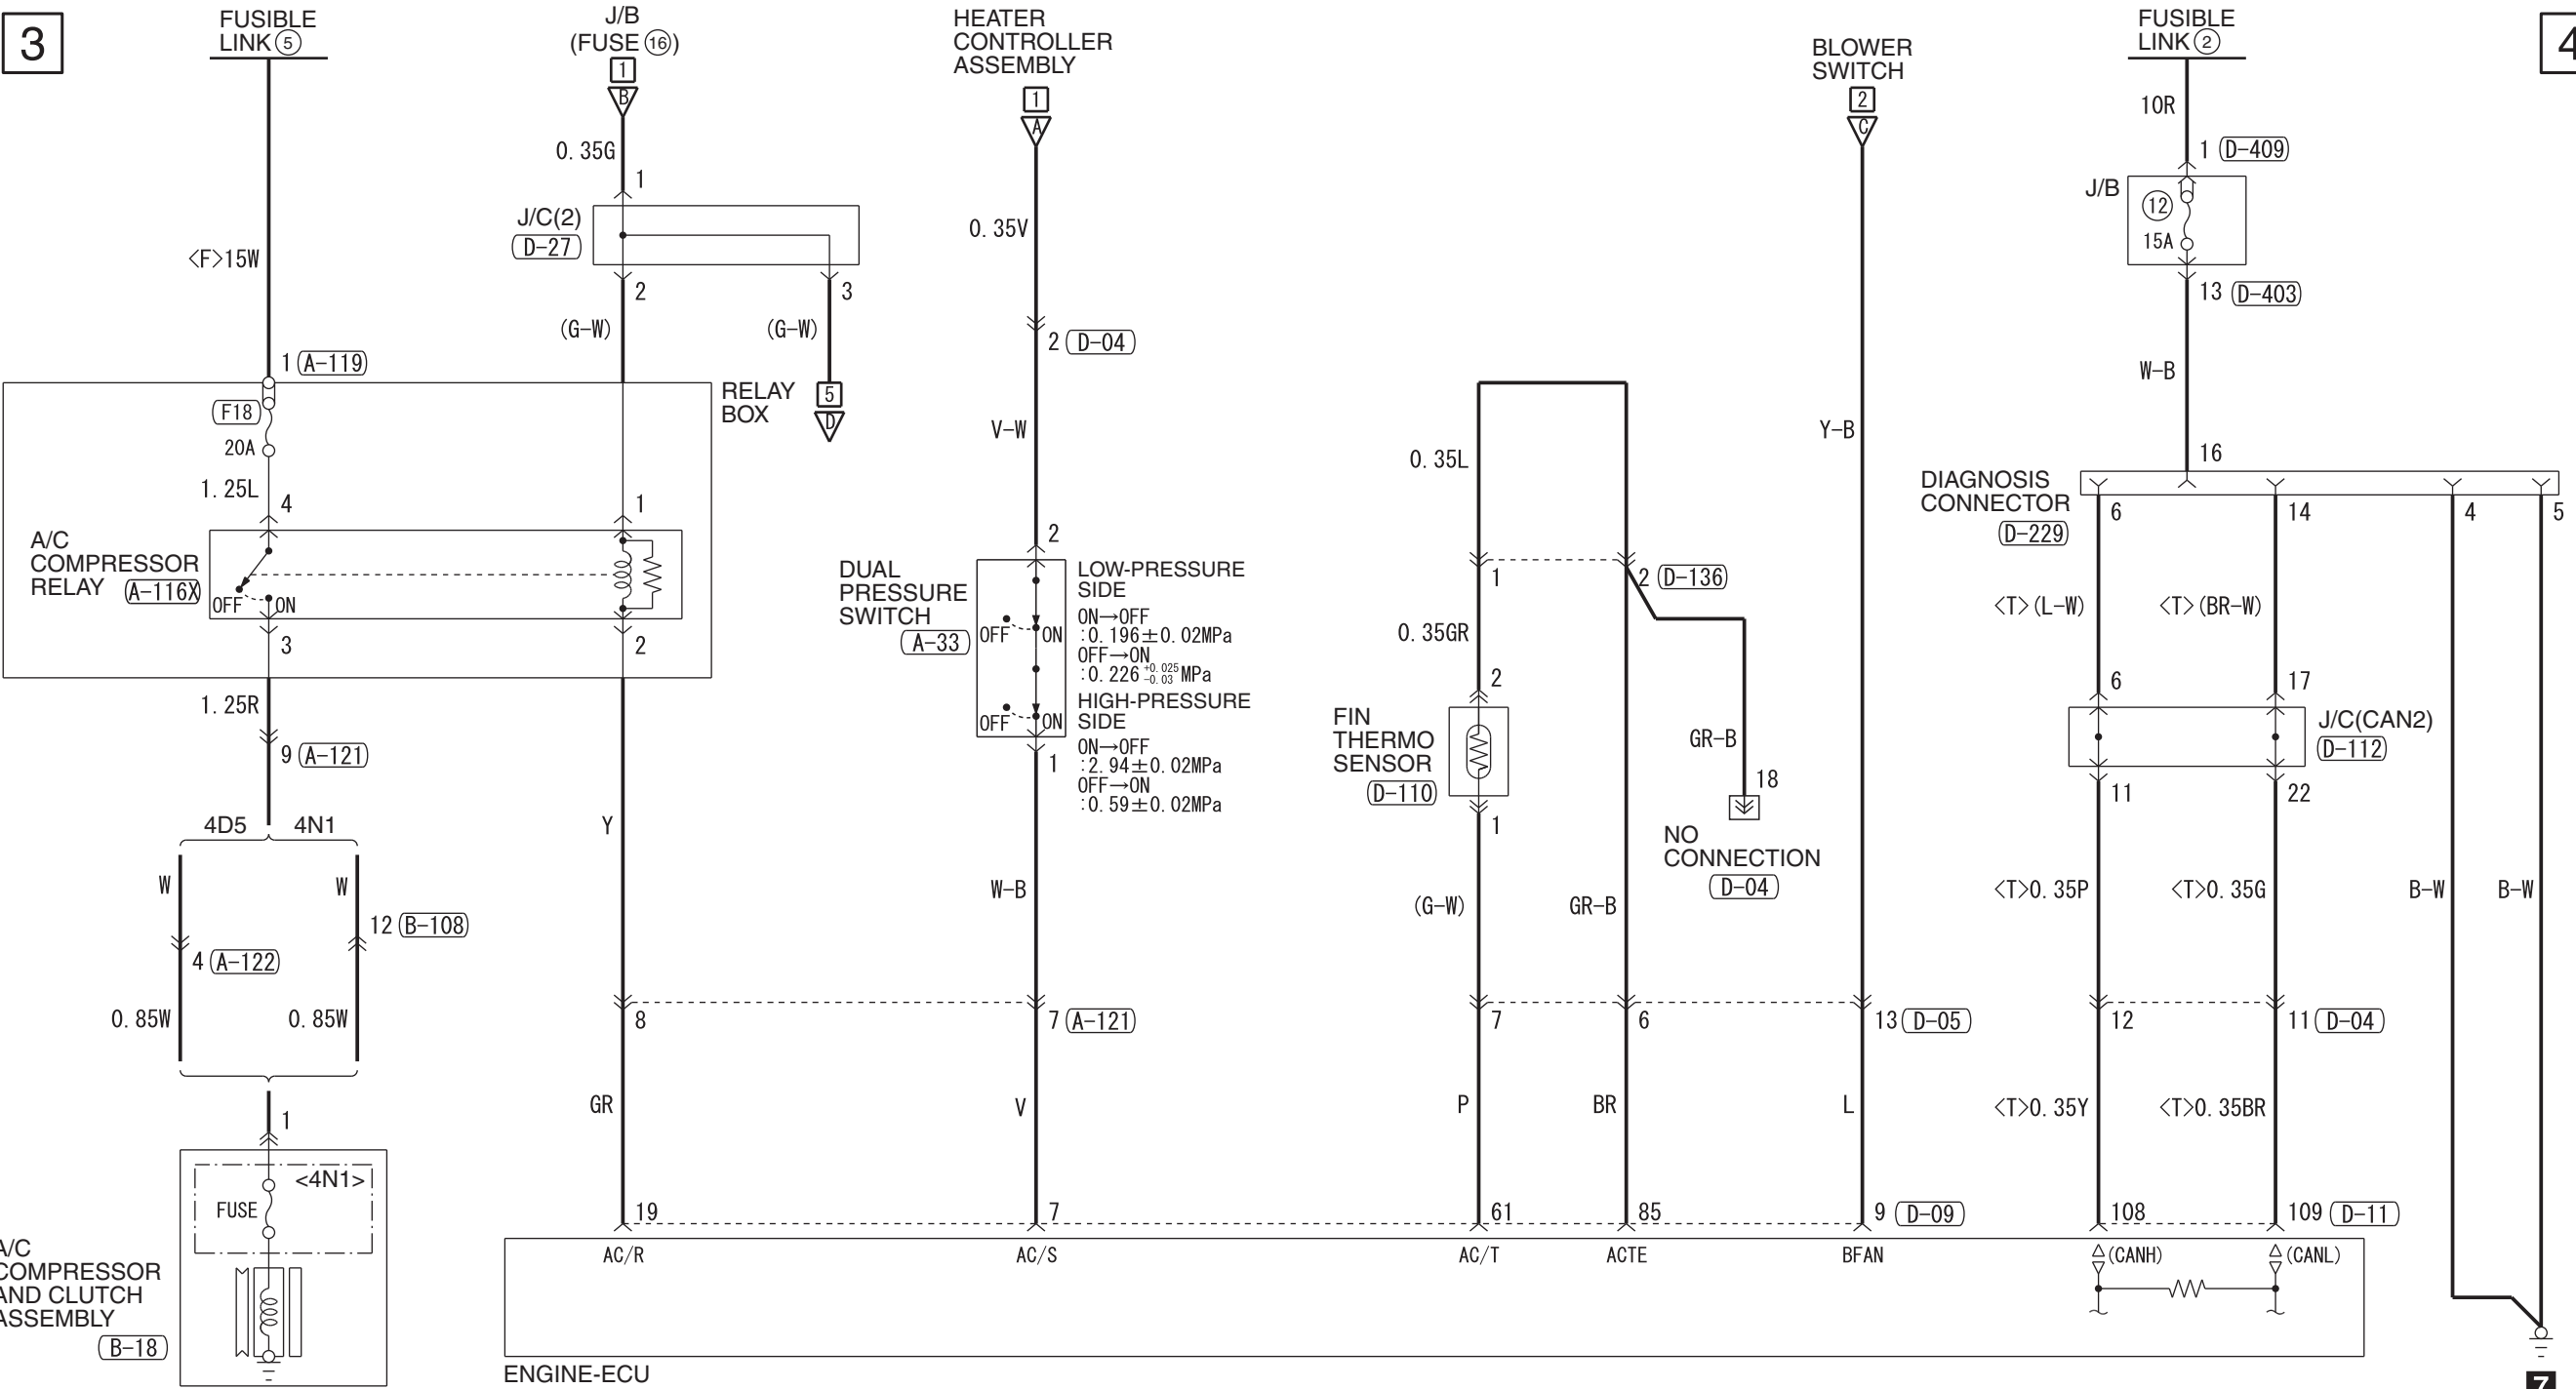 3
FUSIBLE
LINK 5
J/B
(FUSE 16)
1
B
HEATER
CONTROLLER
ASSEMBLY
1
A
BLOWER
SWITCH
2
C
FUSIBLE
LINK 2
4
<F>15W
0.35G
1
J/C(2)
D-27
2
3
(G-W)
(G-W)
5
D
0.35V
2 D-04
V-W
Y-B
10R
1 D-409
J/B
12
15A
13 D-403
W-B
16
1 A-119
RELAY
BOX
F18
20A
1.25L
4
1
A/C
COMPRESSOR
RELAY A-116X
OFF
ON
3
2
1.25R
9 A-121
4D5
4N1
W
W
4 A-122
12 B-108
0.85W
0.85W
1
<4N1>
FUSE
COMPRESSOR
AND CLUTCH
ASSEMBLY
B-18
Y
8
GR
19
2
DUAL
PRESSURE
SWITCH
A-33
OFF
ON
OFF
ON
LOW-PRESSURE
SIDE
ON→OFF
:0.196±0.02MPa
OFF→ON
:0.226 +0.025 -0.03 MPa
HIGH-PRESSURE
SIDE
ON→OFF
:2.94±0.02MPa
OFF→ON
:0.59±0.02MPa
1
W-B
7 A-121
V
7
0.35L
1
2 D-136
0.35GR
2
FIN
THERMO
SENSOR
D-110
1
(G-W)
GR-B
GR-B
18
NO
CONNECTION
D-04
7
6
13 D-05
P
BR
L
61
85
9 D-09
DIAGNOSIS
CONNECTOR
D-229
6
14
4
5
<T>(L-W)
<T>(BR-W)
6
17
J/C(CAN2)
D-112
11
22
<T>0.35P
<T>0.35G
B-W
B-W
12
11 D-04
<T>0.35Y
<T>0.35BR
108
109 D-11
AC/R
AC/S
AC/T
ACTE
BFAN
(CANH)
(CANL)
ENGINE-ECU
7